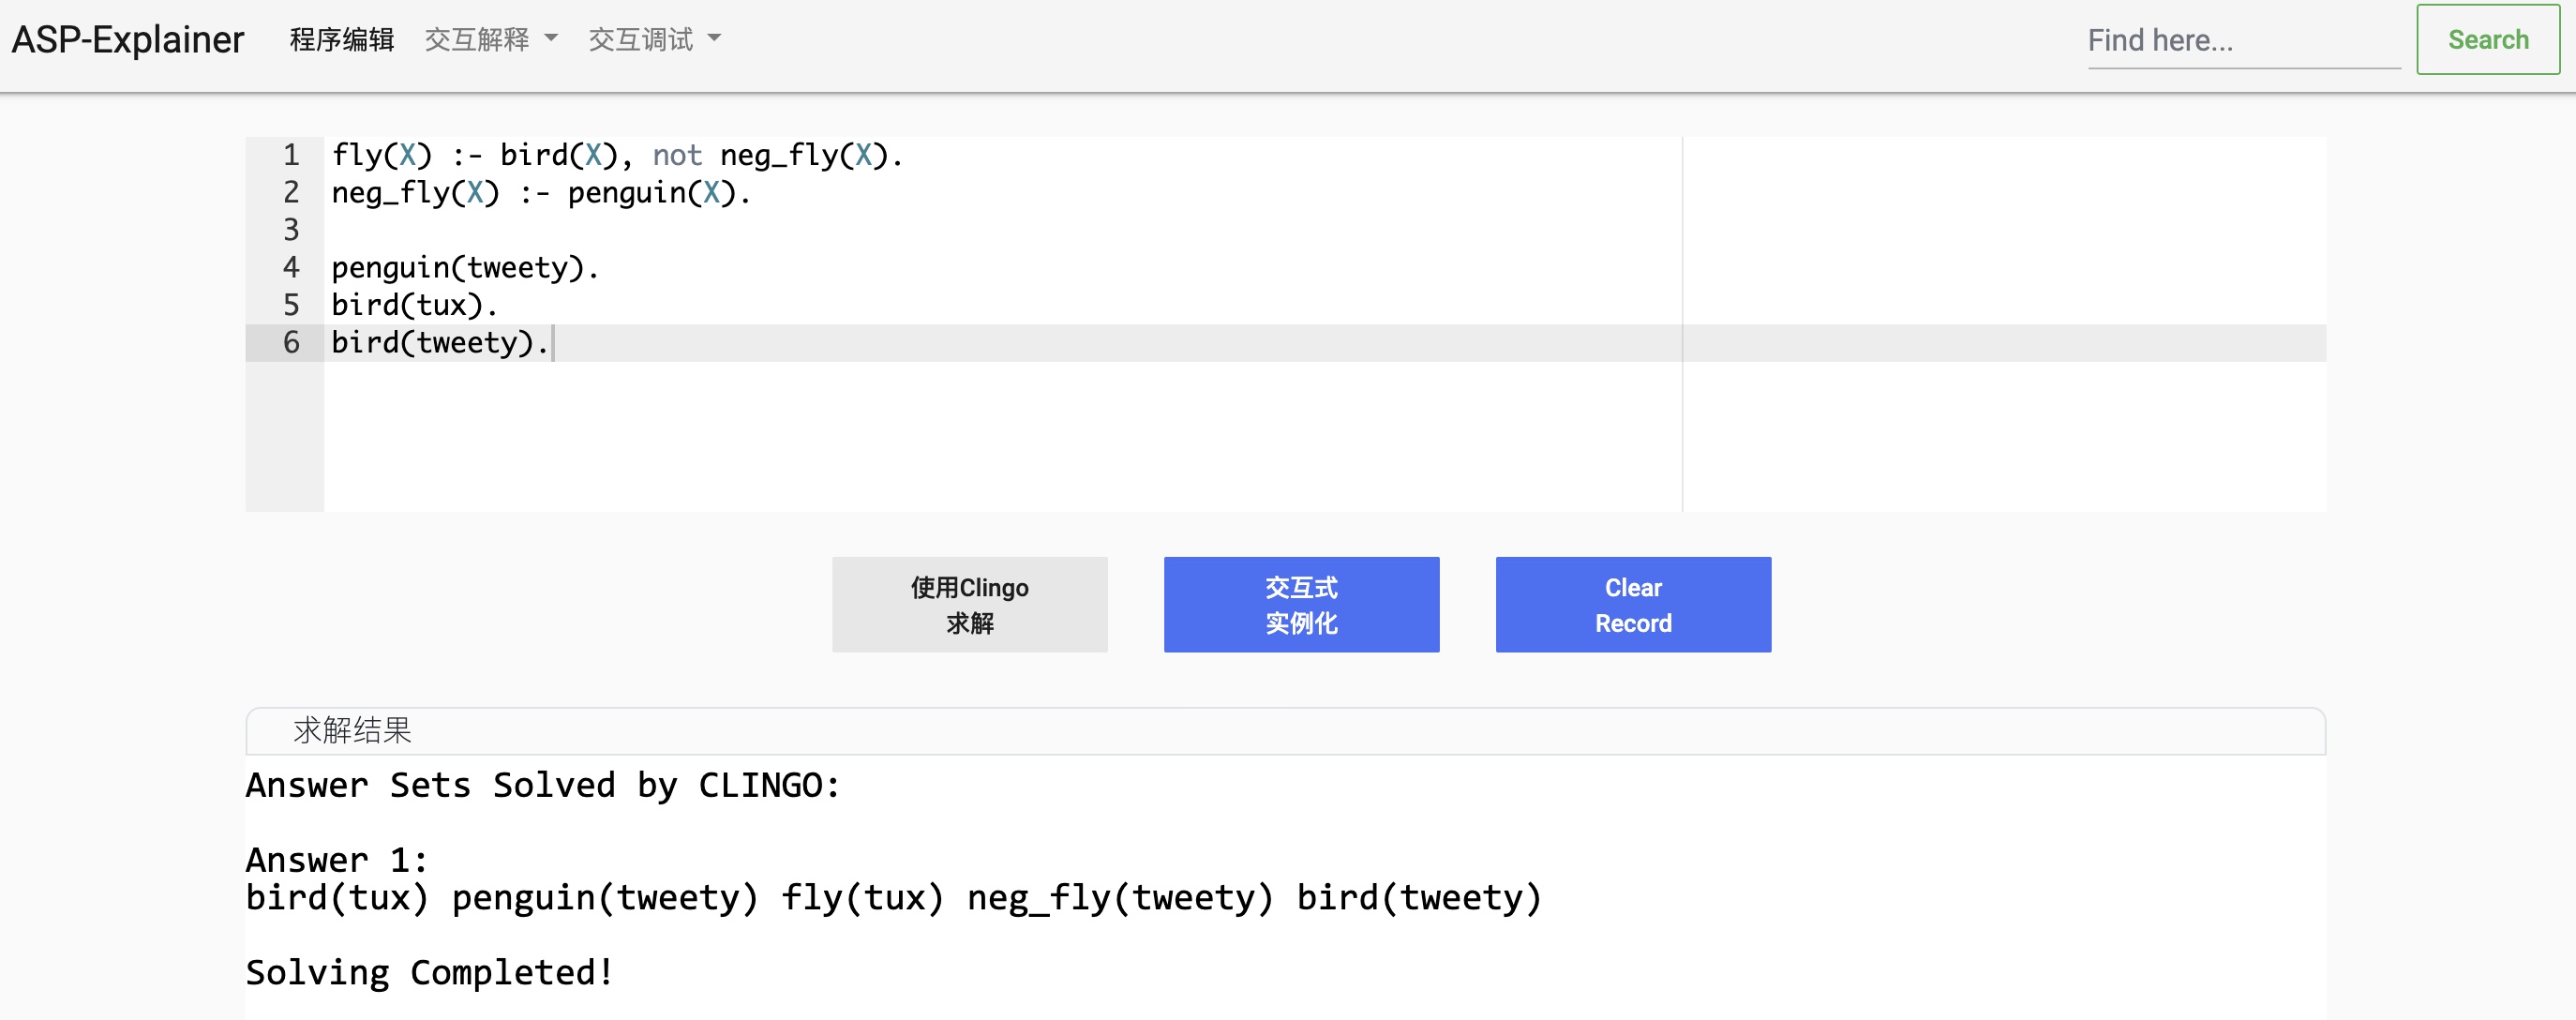 ASP-Explainer 程序编辑 交互解释 交互调试 Find here... Search
1 fly(X) :- bird(X), not neg_fly(X).
2 neg_fly(X) :- penguin(X).
3
4 penguin(tweety).
5 bird(tux).
6 bird(tweety).
使用Clingo 交互式 Clear
求解 实例化 Record
求解结果
Answer Sets Solved by CLINGO:
Answer 1:
bird(tux) penguin(tweety) fly(tux) neg_fly(tweety) bird(tweety)
Solving Completed!